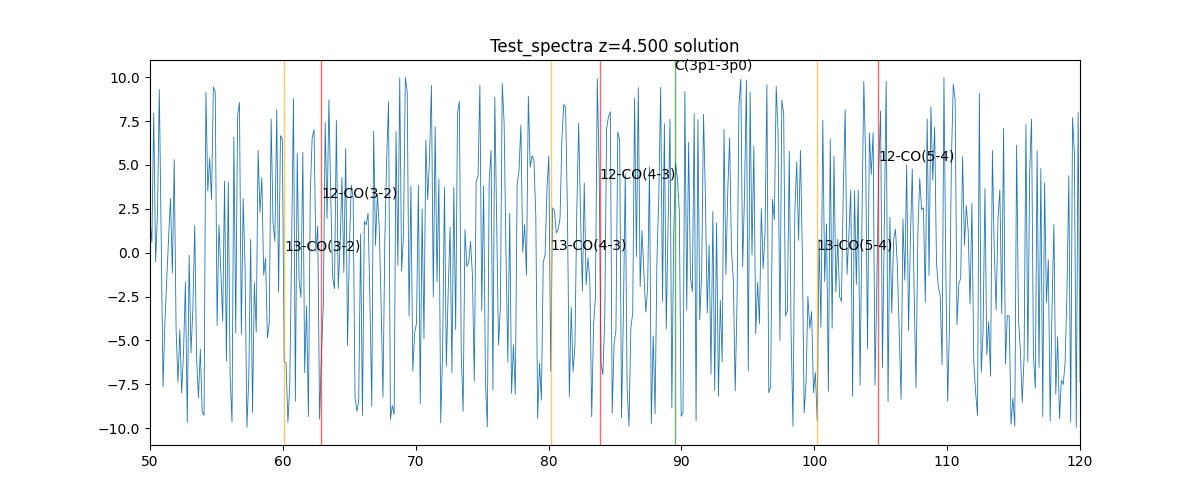 Test_spectra z=4.500 solution
C(3p1-3p0)
10.0
7.5
12-CO(5-4)
5.0
12-CO(4-3)
12-CO(3-2)
2.5
13-CO(3-2)
13-CO(4-3)
13-CO(5-4)
0.0
−2.5
−5.0
−7.5
−10.0
50 60 70 80 90 100 110 120